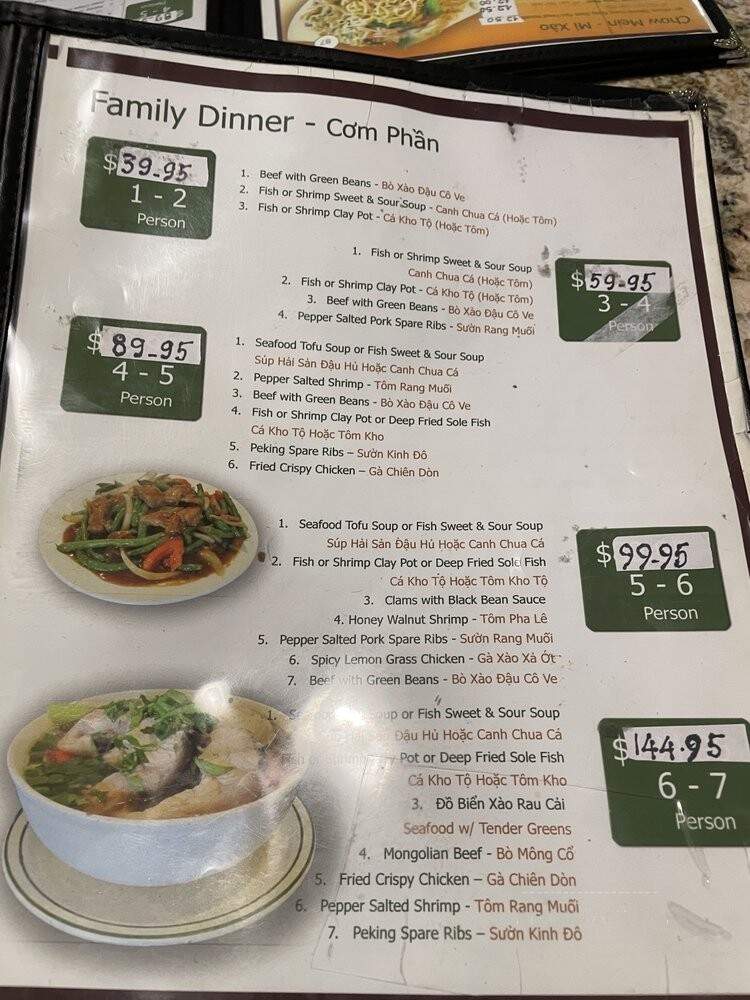 Chow Mein - Mì Xào
12.50
Family Dinner - Cơm Phần
$39.95
1 - 2
Person
1. Beef with Green Beans - Bò Xào Đậu Cô Ve
2. Fish or Shrimp Sweet & Sour Soup - Canh Chua Cá (Hoặc Tôm)
3. Fish or Shrimp Clay Pot - Cá Kho Tộ (Hoặc Tôm)
$59.95
3 - 4
Person
1. Fish or Shrimp Sweet & Sour Soup
Canh Chua Cá (Hoặc Tôm)
2. Fish or Shrimp Clay Pot - Cá Kho Tộ (Hoặc Tôm)
3. Beef with Green Beans - Bò Xào Đậu Cô Ve
4. Pepper Salted Pork Spare Ribs - Sườn Rang Muối
$89.95
4 - 5
Person
1. Seafood Tofu Soup or Fish Sweet & Sour Soup
Súp Hải Sản Đậu Hủ Hoặc Canh Chua Cá
2. Pepper Salted Shrimp - Tôm Rang Muối
3. Beef with Green Beans - Bò Xào Đậu Cô Ve
4. Fish or Shrimp Clay Pot or Deep Fried Sole Fish
Cá Kho Tộ Hoặc Tôm Kho
5. Peking Spare Ribs – Sườn Kinh Đô
6. Fried Crispy Chicken – Gà Chiên Dòn
$99.95
5 - 6
Person
1. Seafood Tofu Soup or Fish Sweet & Sour Soup
Súp Hải Sản Đậu Hủ Hoặc Canh Chua Cá
2. Fish or Shrimp Clay Pot or Deep Fried Sole Fish
Cá Kho Tộ Hoặc Tôm Kho Tộ
3. Clams with Black Bean Sauce
4. Honey Walnut Shrimp - Tôm Pha Lê
5. Pepper Salted Pork Spare Ribs - Sườn Rang Muối
6. Spicy Lemon Grass Chicken - Gà Xào Xả Ớt
7. Beef with Green Beans - Bò Xào Đậu Cô Ve
$144.95
6 - 7
Person
1. Soup or Fish Sweet & Sour Soup
Đậu Hủ Hoặc Canh Chua Cá
Pot or Deep Fried Sole Fish
Cá Kho Tộ Hoặc Tôm Kho
3. Đồ Biển Xào Rau Cải
Seafood w/ Tender Greens
4. Mongolian Beef - Bò Mông Cổ
5. Fried Crispy Chicken – Gà Chiên Dòn
6. Pepper Salted Shrimp - Tôm Rang Muối
7. Peking Spare Ribs – Sườn Kinh Đô